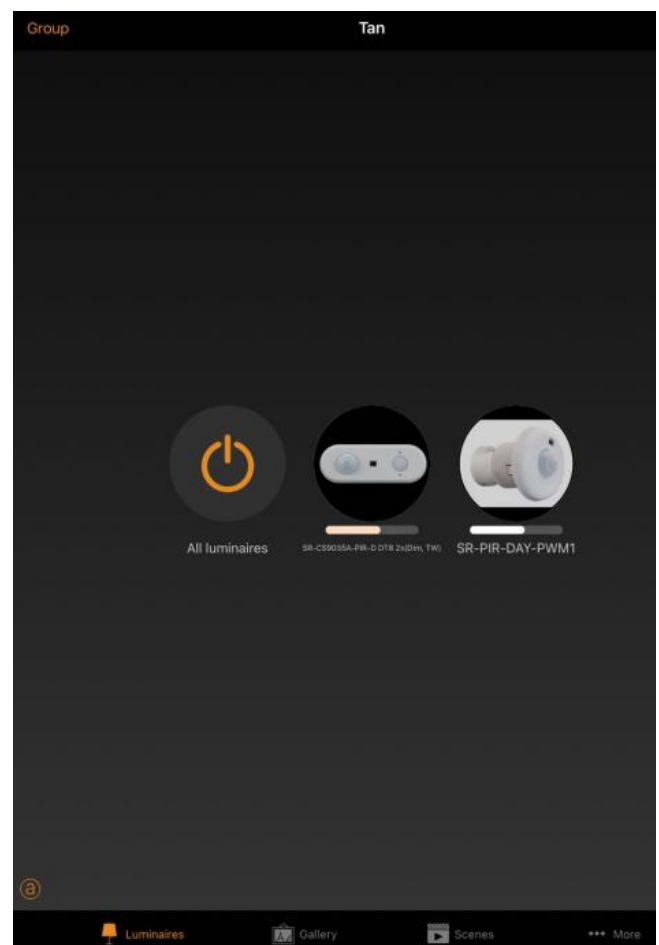 Group
Tan
All luminaires
SR-CS9035A-PIR-D DT8 2x(Dim, TW)
SR-PIR-DAY-PWM1
a
Luminaires
Gallery
Scenes
More